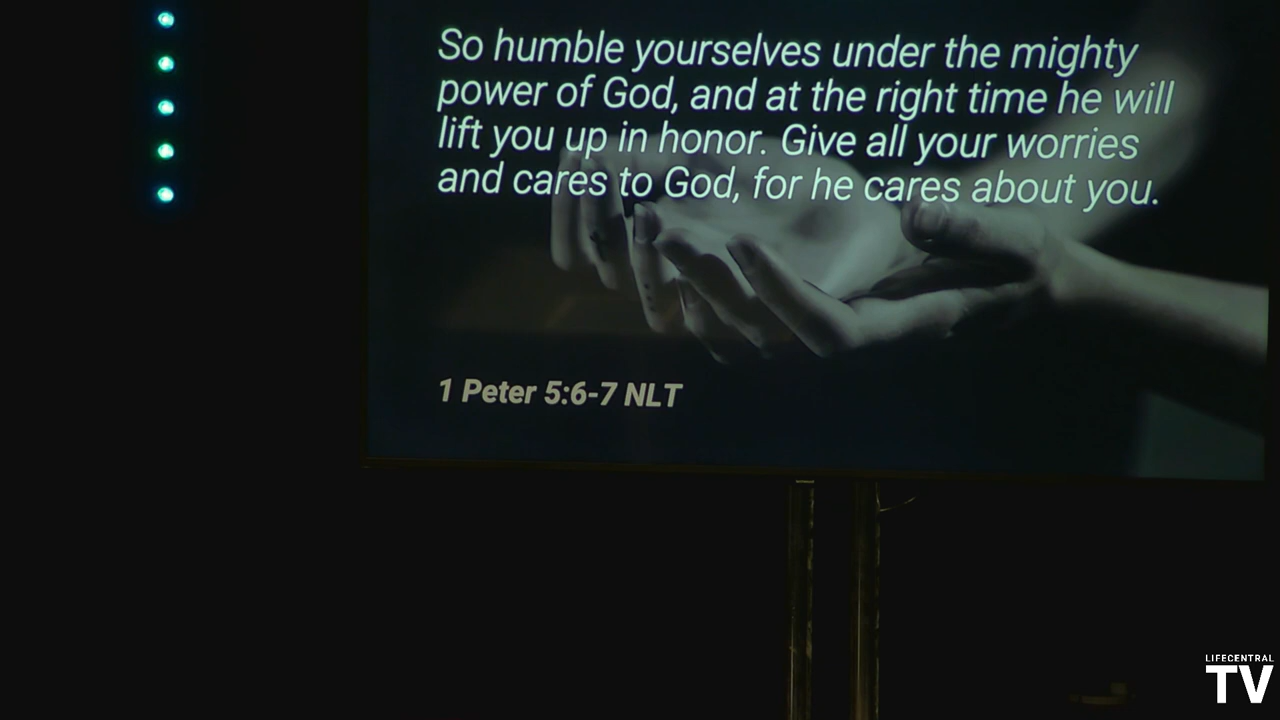 So humble yourselves under the mighty
power of God, and at the right time he will
lift you up in honor. Give all your worries
and cares to God, for he cares about you.
1 Peter 5:6-7 NLT
LIFECENTRAL
TV